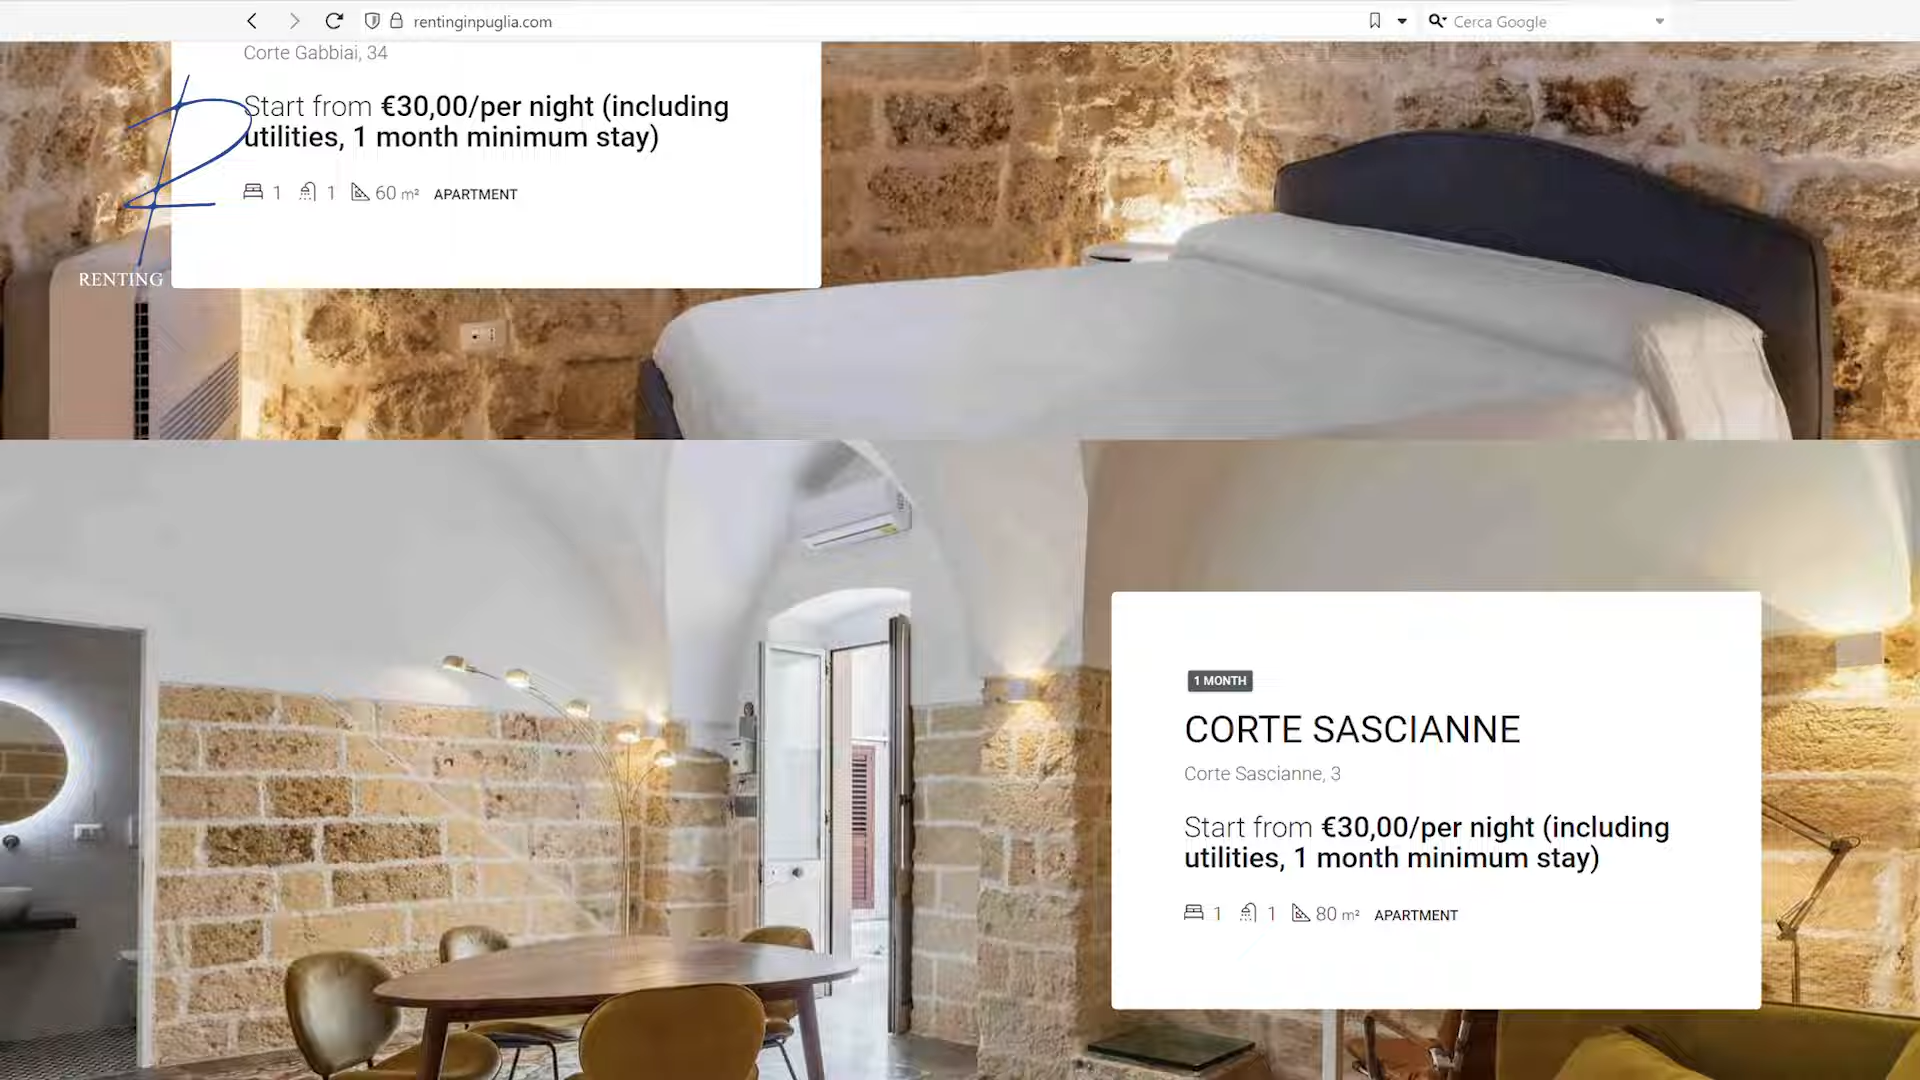 rentinginpuglia.com
Cerca Google
Corte Gabbiai, 34
Start from €30,00/per night (including
utilities, 1 month minimum stay)
1 1 60 m² APARTMENT
RENTING
1 MONTH
CORTE SASCIANNE
Corte Sascianne, 3
Start from €30,00/per night (including
utilities, 1 month minimum stay)
1 1 80 m² APARTMENT